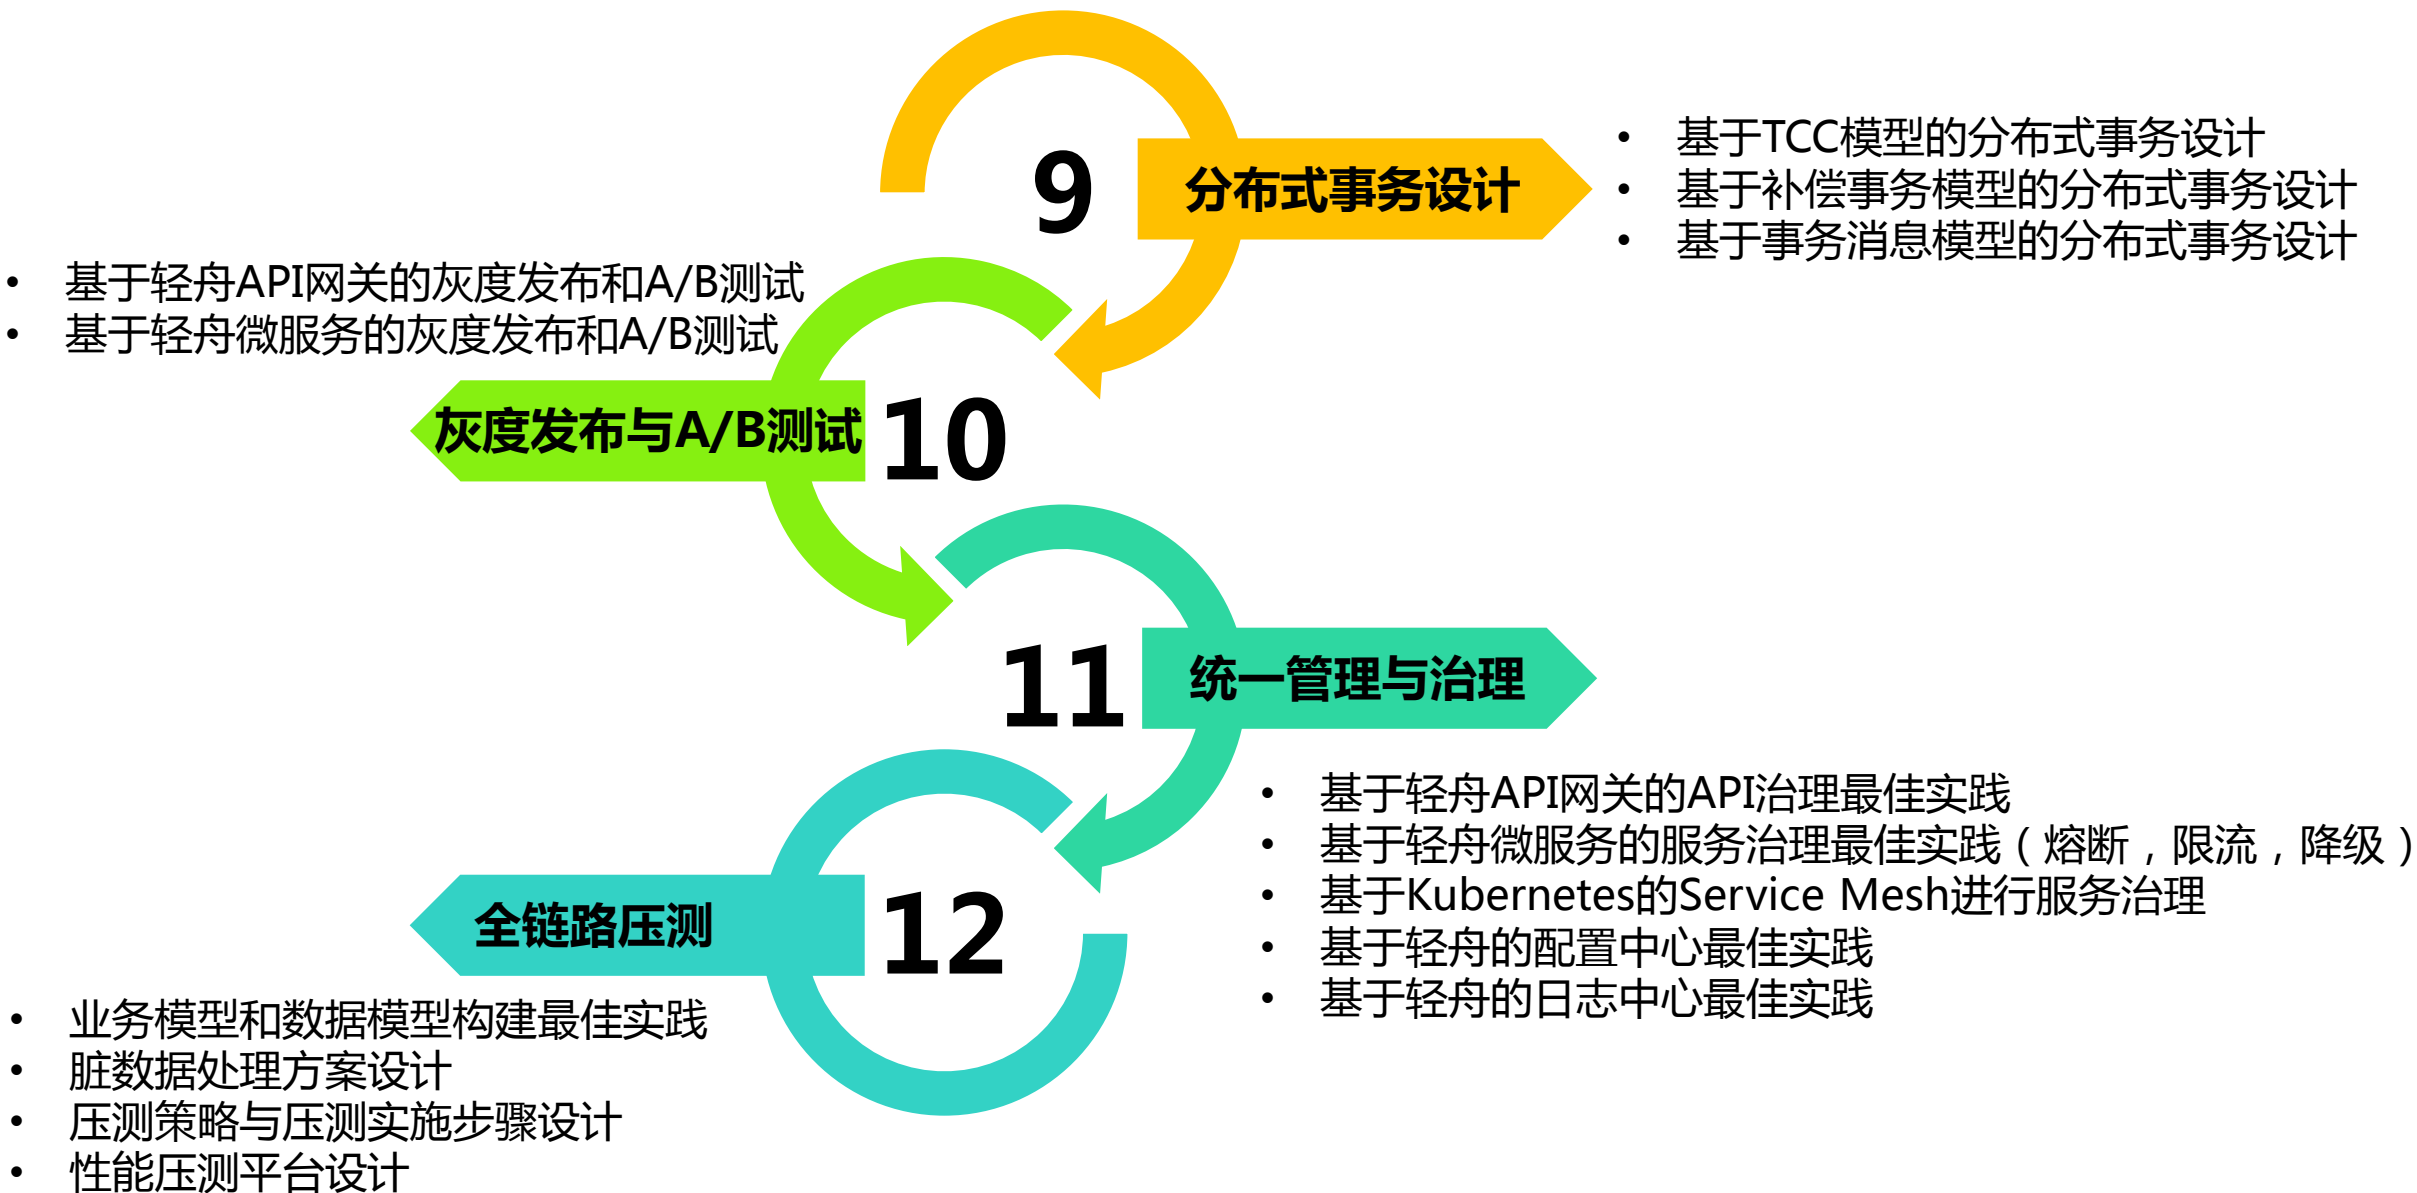 9
分布式事务设计
• 基于TCC模型的分布式事务设计
• 基于补偿事务模型的分布式事务设计
• 基于事务消息模型的分布式事务设计
• 基于轻舟API网关的灰度发布和A/B测试
• 基于轻舟微服务的灰度发布和A/B测试
灰度发布与A/B测试
10
11
统一管理与治理
• 基于轻舟API网关的API治理最佳实践
• 基于轻舟微服务的服务治理最佳实践（熔断，限流，降级）
• 基于Kubernetes的Service Mesh进行服务治理
• 基于轻舟的配置中心最佳实践
• 基于轻舟的日志中心最佳实践
全链路压测
12
• 业务模型和数据模型构建最佳实践
• 脏数据处理方案设计
• 压测策略与压测实施步骤设计
• 性能压测平台设计